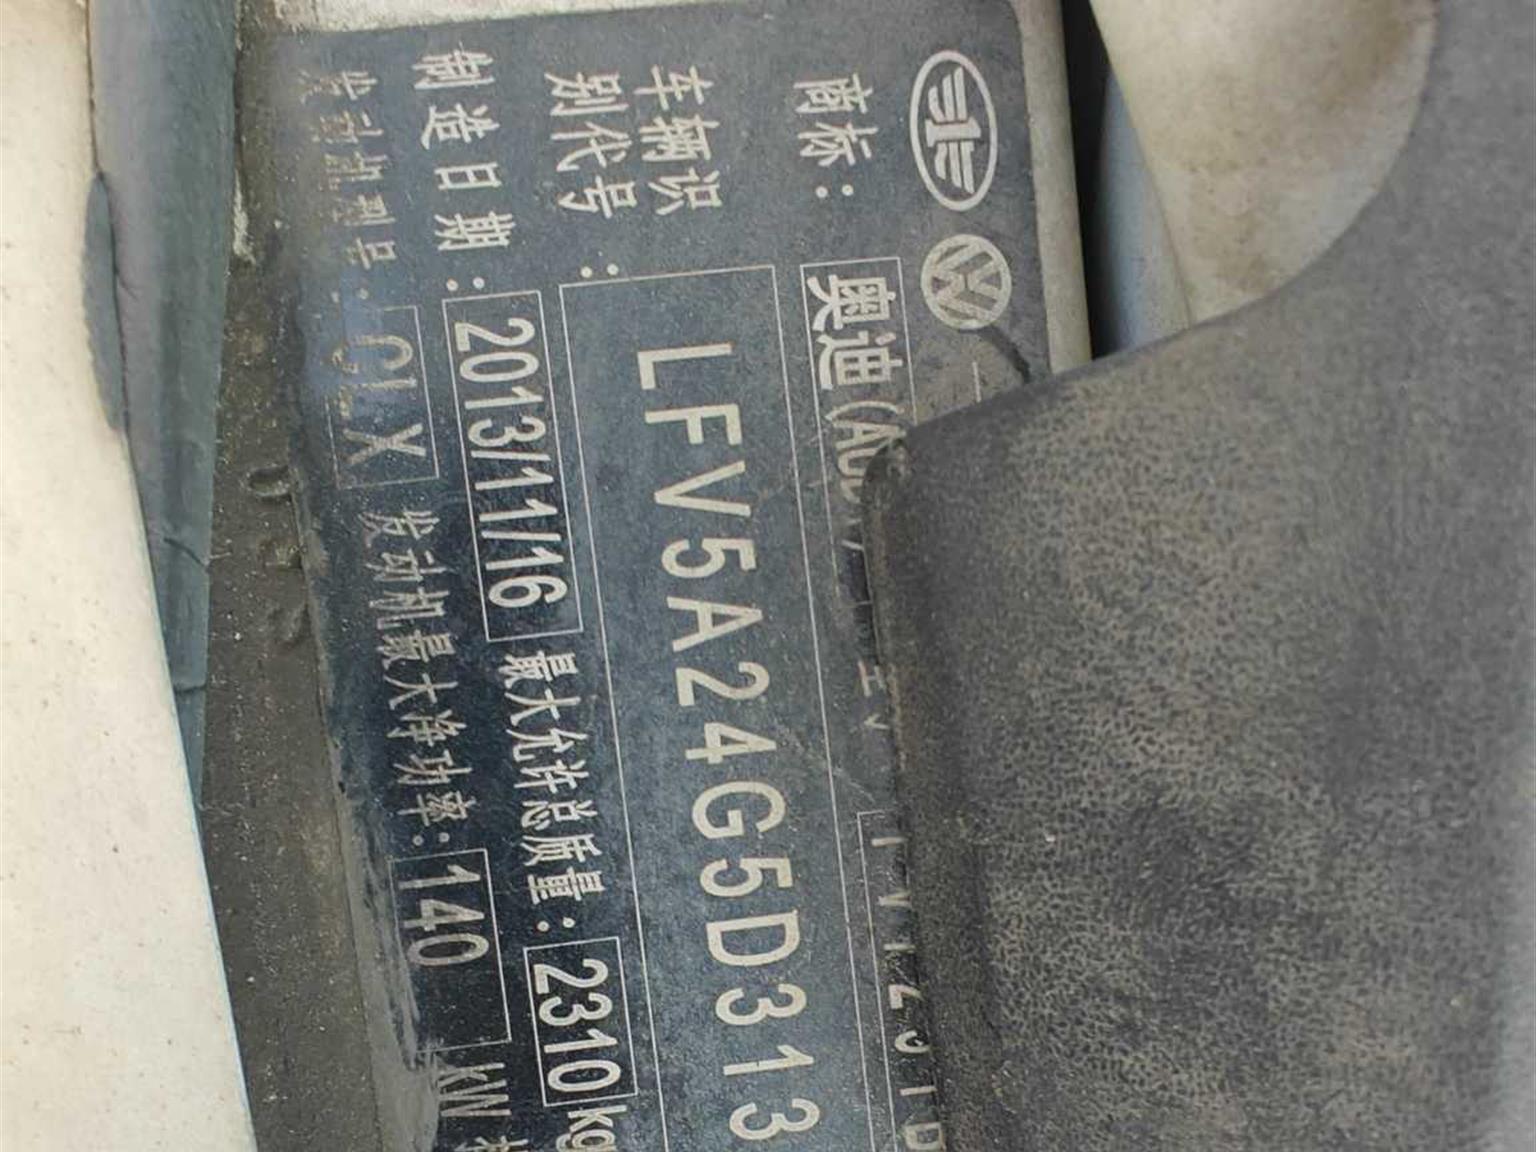 商标：奥迪(AUD
车辆识
别代号：LFV5A24G5D313
制造日期：2013/11/16 最大允许总质量：2310kg
发动机型号：CLX 发动机最大净功率：140 kW